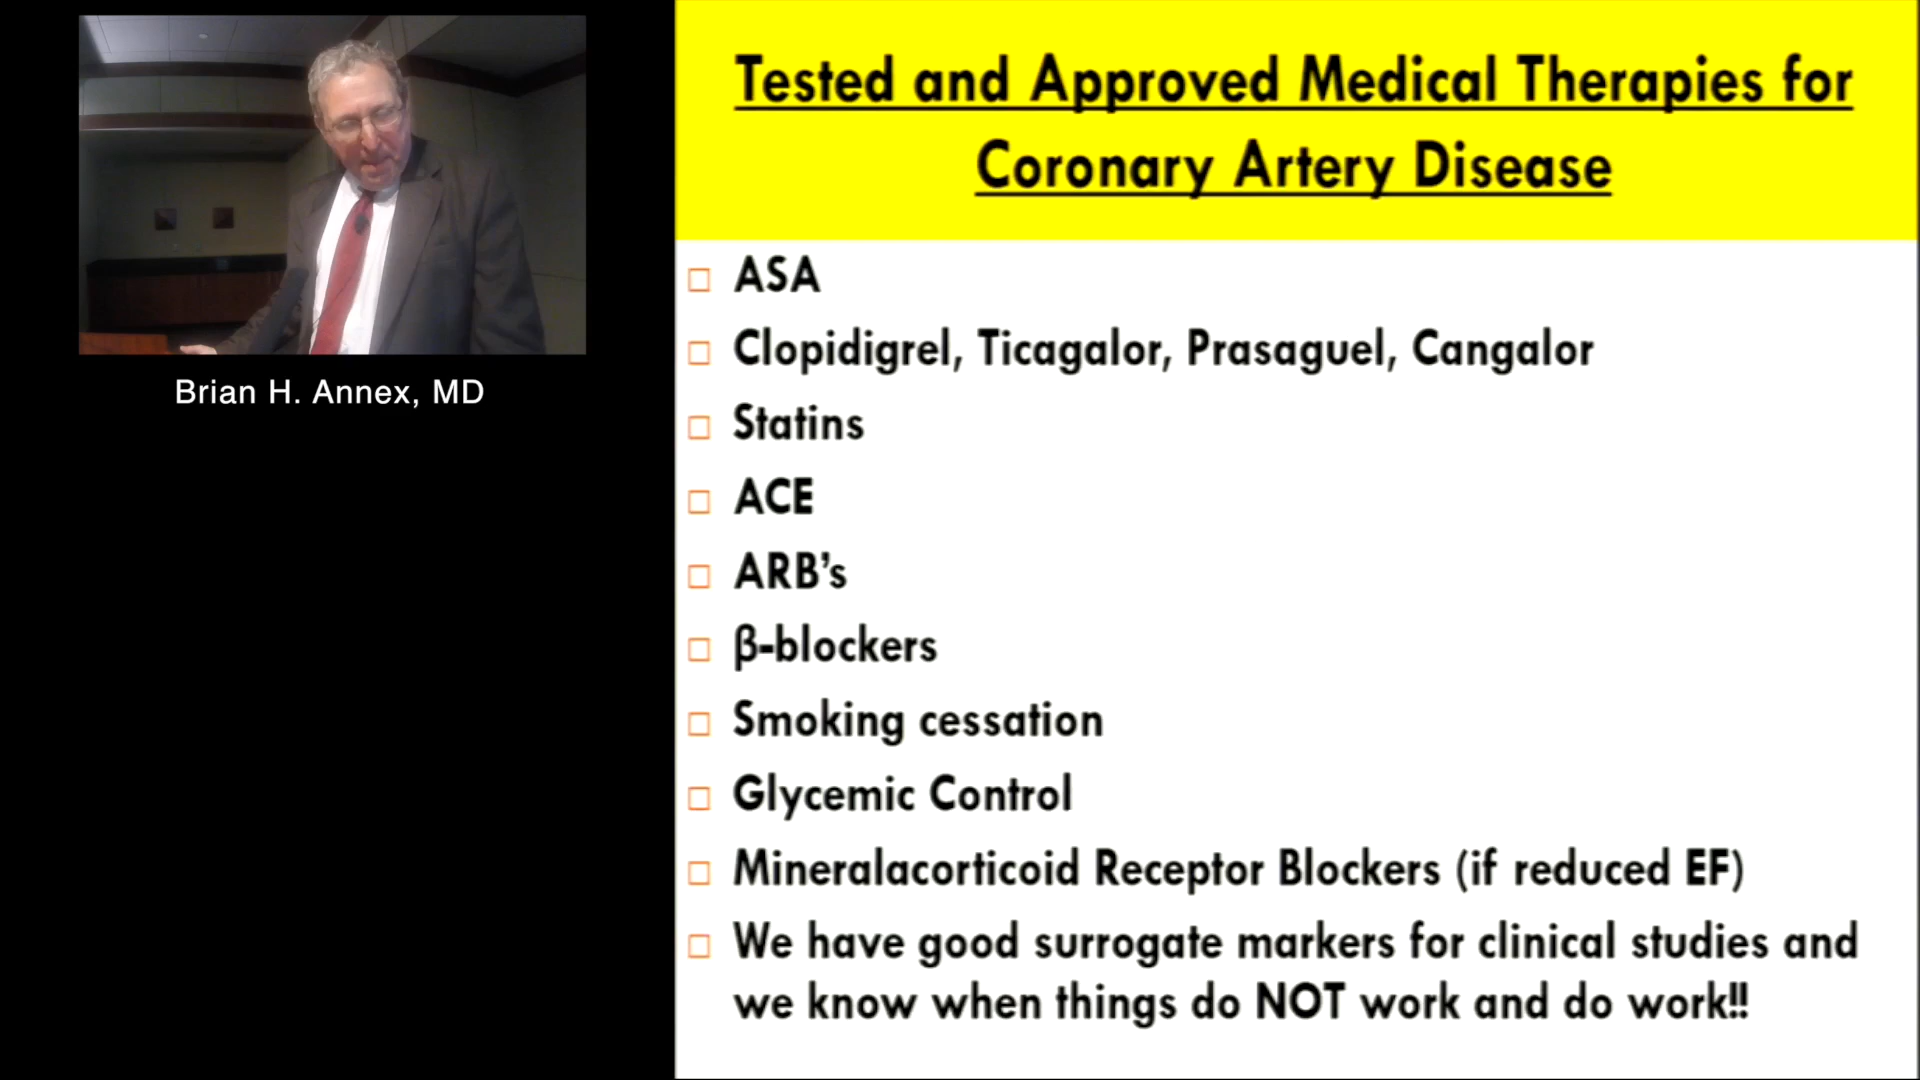 Brian H. Annex, MD
Tested and Approved Medical Therapies for
Coronary Artery Disease
ASA
Clopidigrel, Ticagalor, Prasaguel, Cangalor
Statins
ACE
ARB's
β-blockers
Smoking cessation
Glycemic Control
Mineralacorticoid Receptor Blockers (if reduced EF)
We have good surrogate markers for clinical studies and
we know when things do NOT work and do work!!